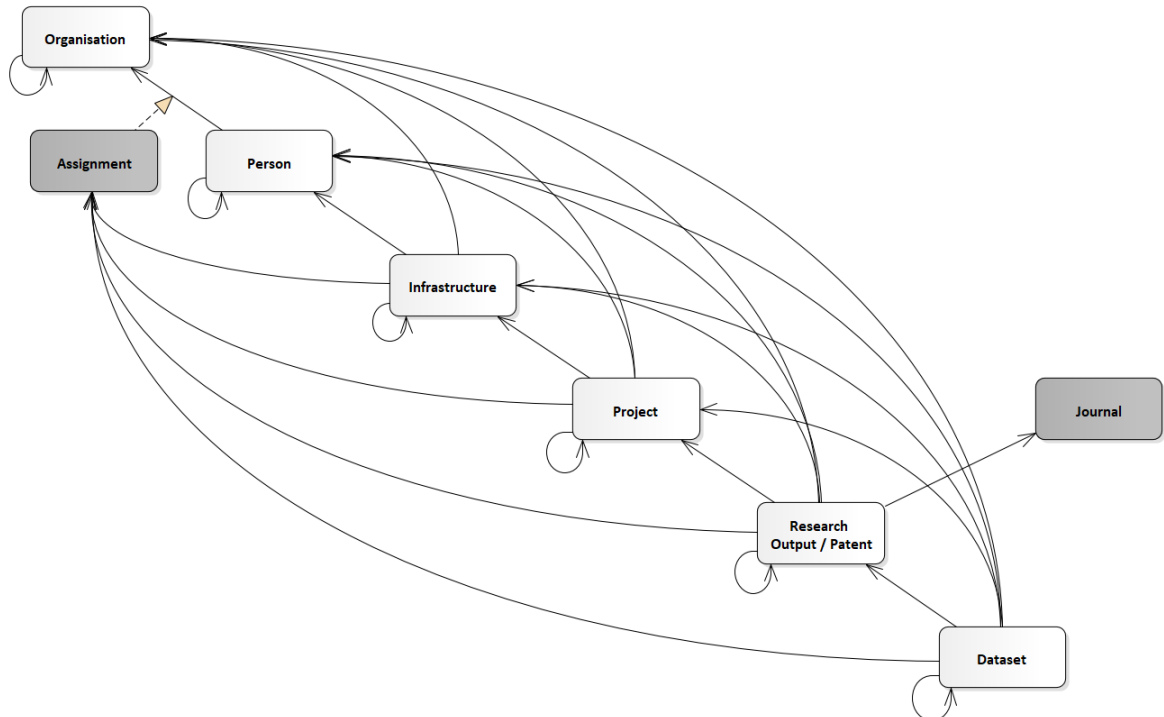 Organisation
Assignment
Person
Infrastructure
Project
Journal
Research
Output / Patent
Dataset